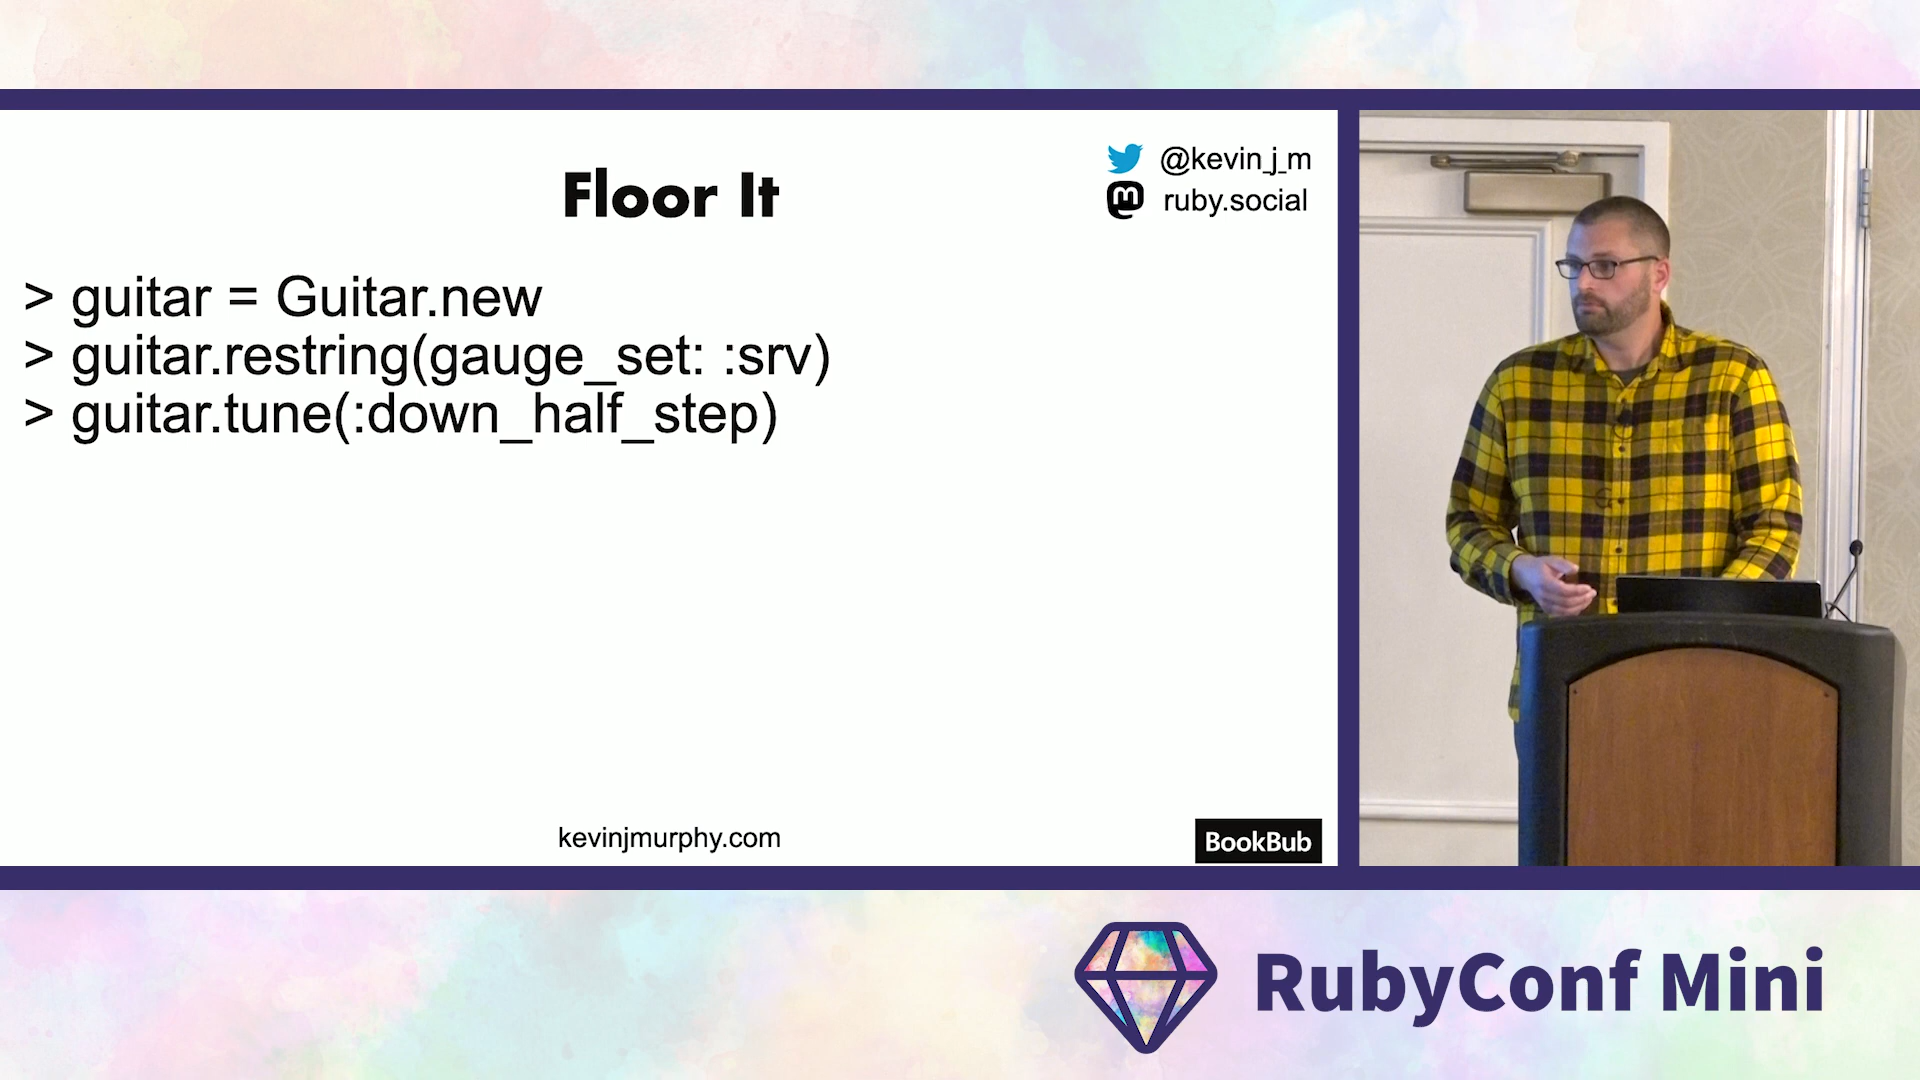 Floor It
@kevin_j_m
ruby.social
> guitar = Guitar.new
> guitar.restring(gauge_set: :srv)
> guitar.tune(:down_half_step)
kevinjmurphy.com
BookBub
RubyConf Mini